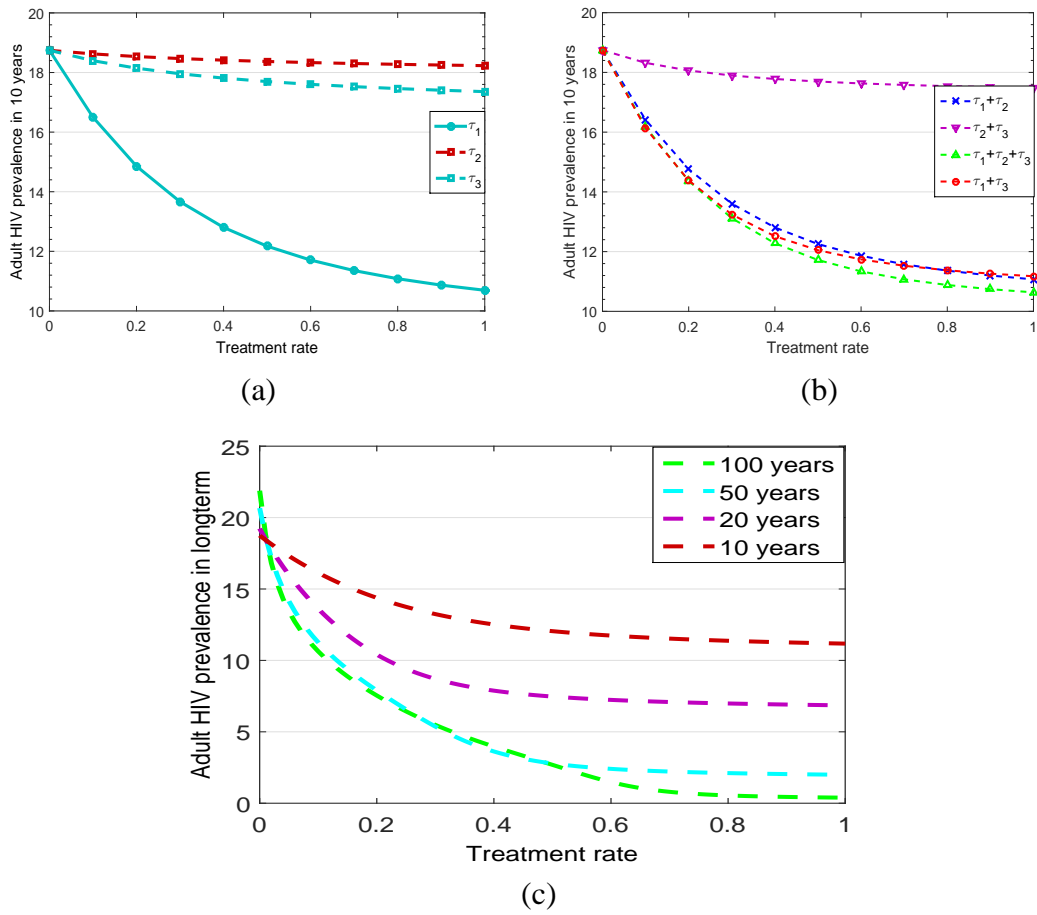 Adult HIV prevalence in 10 years
20
18
16
14
12
10
0
0.2
0.4
0.6
0.8
1
Treatment rate
τ1
τ2
τ3
(a)
Adult HIV prevalence in 10 years
20
18
16
14
12
10
0
0.2
0.4
0.6
0.8
1
Treatment rate
τ1+τ2
τ2+τ3
τ1+τ2+τ3
τ1+τ3
(b)
Adult HIV prevalence in longterm
25
20
15
10
5
0
0
0.2
0.4
0.6
0.8
1
Treatment rate
100 years
50 years
20 years
10 years
(c)